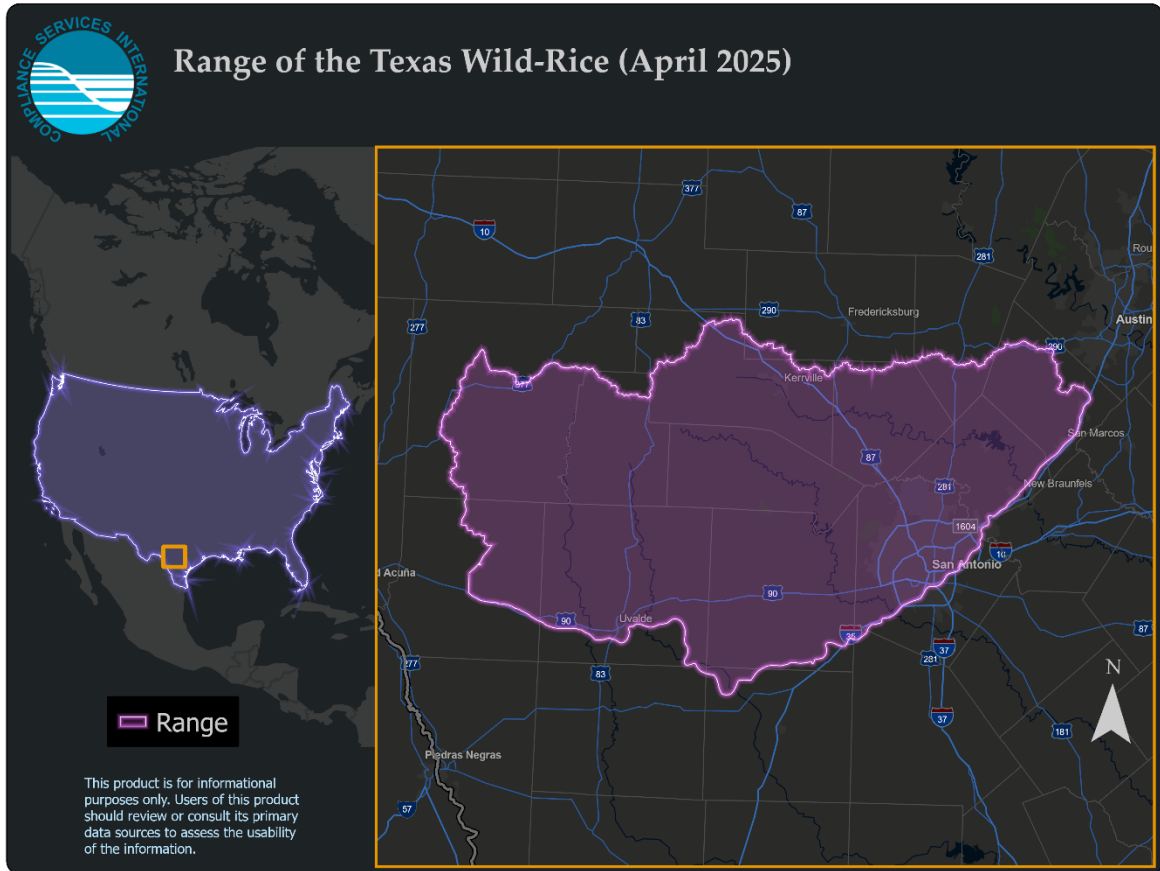 COMPLIANCE SERVICES INTERNATIONAL
Range of the Texas Wild-Rice (April 2025)
377
87
10
281
Rou
277
83
290
Fredericksburg
Austin
290
377
Kerrville
San Marcos
87
281
New Braunfels
1604
10
San Antonio
d Acuña
90
90
Uvalde
35
87
37
281
277
83
N
37
181
Piedras Negras
57
Range
This product is for informational
purposes only. Users of this product
should review or consult its primary
data sources to assess the usability
of the information.